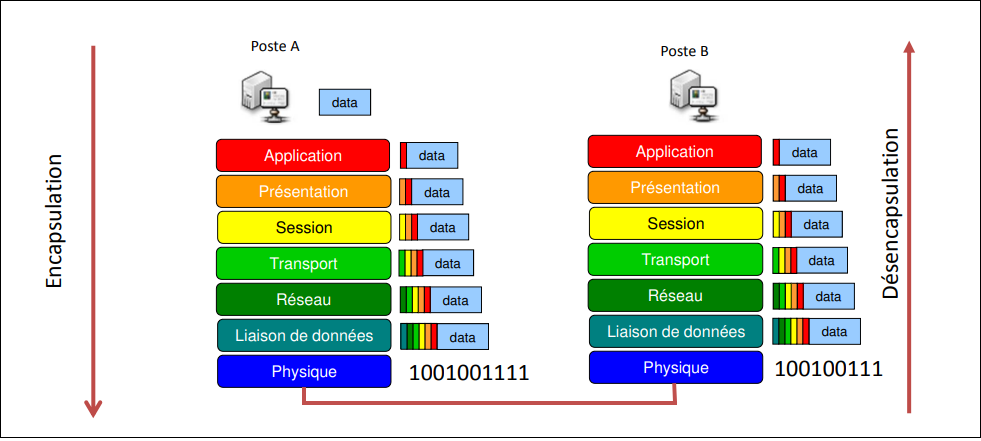 Poste A
Poste B
data
Encapsulation
Application
data
Présentation
data
Session
data
Transport
data
Réseau
data
Liaison de données
data
Physique
1001001111
Application
data
Présentation
data
Session
data
Transport
data
Réseau
data
Liaison de données
data
Physique
100100111
Désencapsulation